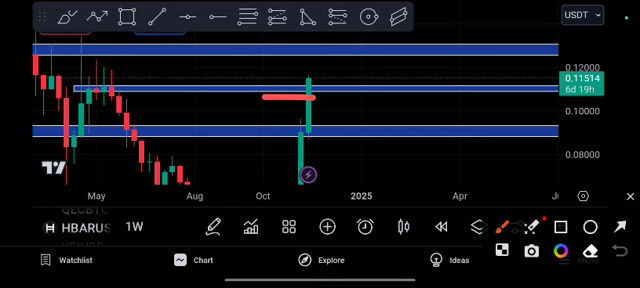 USDT
0.12000
0.11514
6d 19h
0.10000
0.08000
May
Aug
Oct
2025
Apr
HBARUS
1W
Watchlist
Chart
Explore
Ideas